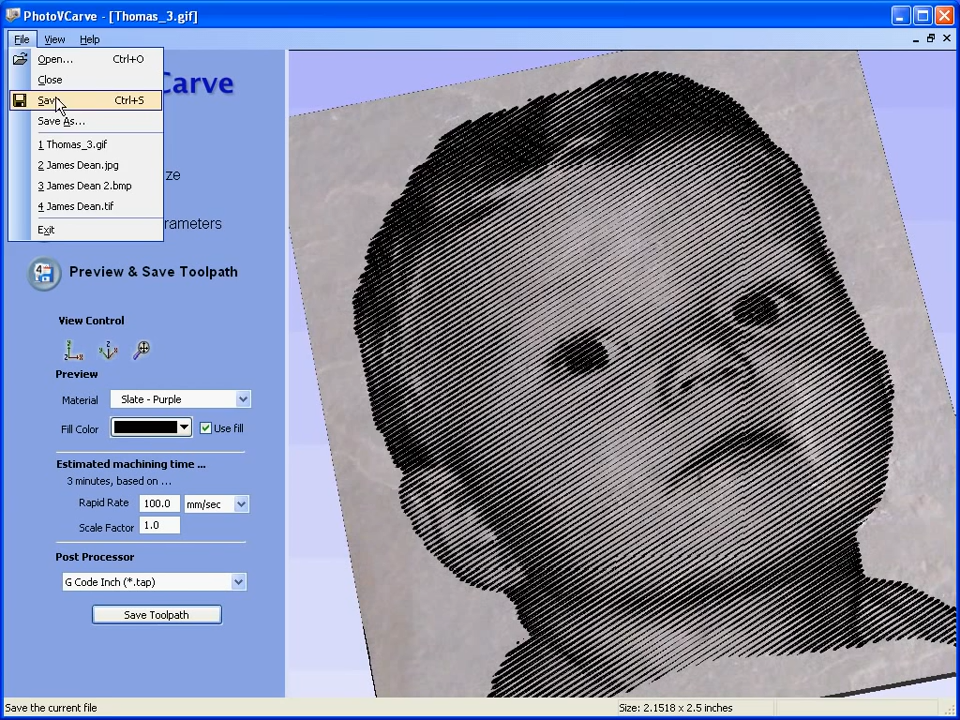 PhotoVCarve - [Thomas_3.gif]
File View Help
Open... Ctrl+O
Close
Save Ctrl+S
Save As...
1 Thomas_3.gif
2 James Dean.jpg
3 James Dean 2.bmp
4 James Dean.tif
Exit
Carve
ze
rameters
4
Preview & Save Toolpath
View Control
Preview
Material Slate - Purple
Fill Color Use fill
Estimated machining time ...
3 minutes, based on ...
Rapid Rate 100.0 mm/sec
Scale Factor 1.0
Post Processor
G Code Inch (*.tap)
Save Toolpath
Save the current file Size: 2.1518 x 2.5 inches